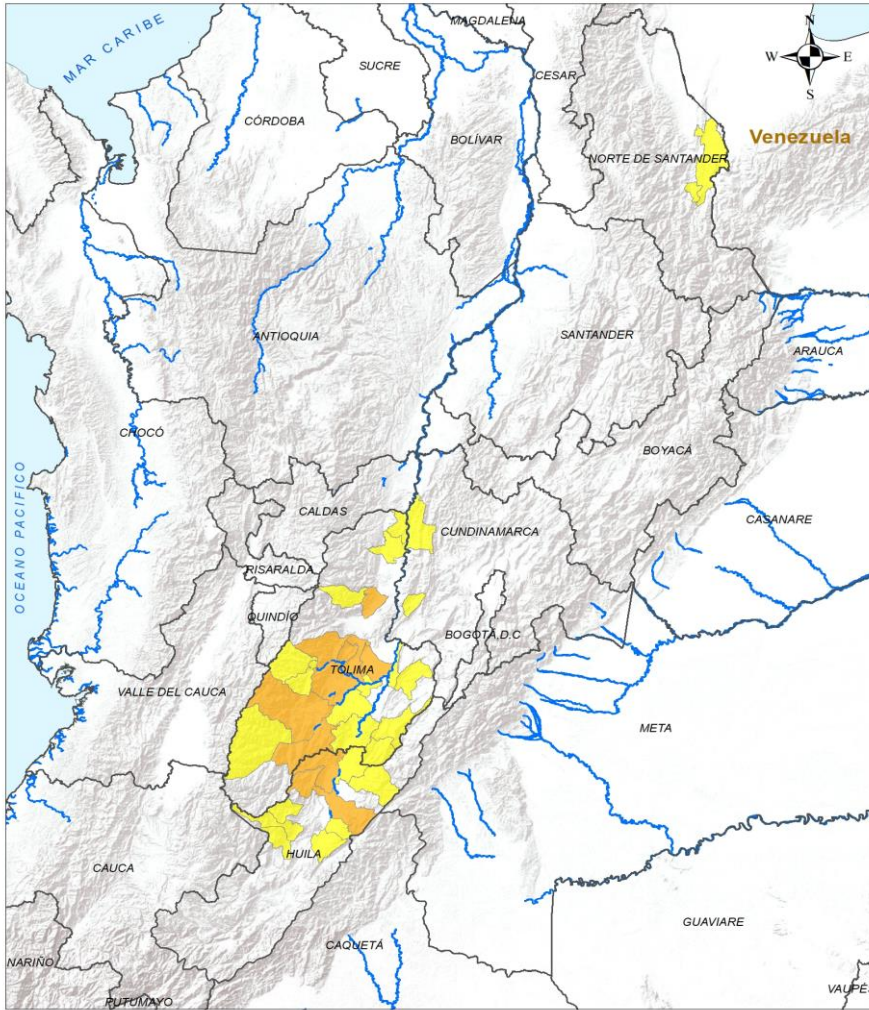 MAGDALENA
MAR CARIBE
N
W
E
S
SUCRE
CESAR
CÓRDOBA
BOLÍVAR
Venezuela
NORTE DE SANTANDER
ANTIOQUIA
SANTANDER
ARAUCA
CHOCÓ
BOYACÁ
OCEANO PACIFICO
CALDAS
CUNDINAMARCA
CASANARE
RISARALDA
QUINDÍO
BOGOTÁ,D.C
TOLIMA
VALLE DEL CAUCA
META
HUILA
CAUCA
GUAVIARE
CAQUETÁ
NARIÑO
PUTUMAYO
VAUPÉS